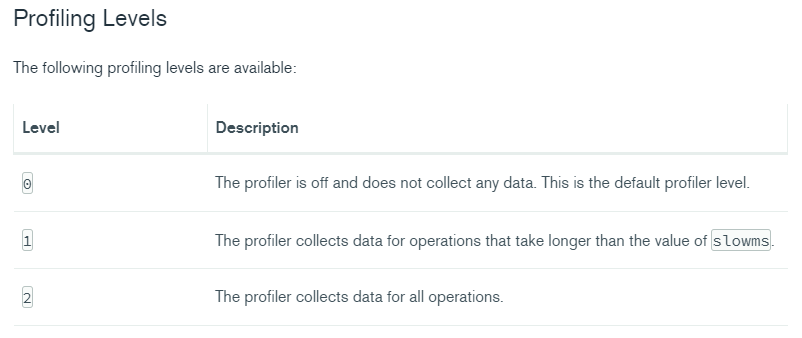 Profiling Levels
The following profiling levels are available:
Level Description
0 The profiler is off and does not collect any data. This is the default profiler level.
1 The profiler collects data for operations that take longer than the value of slowms.
2 The profiler collects data for all operations.